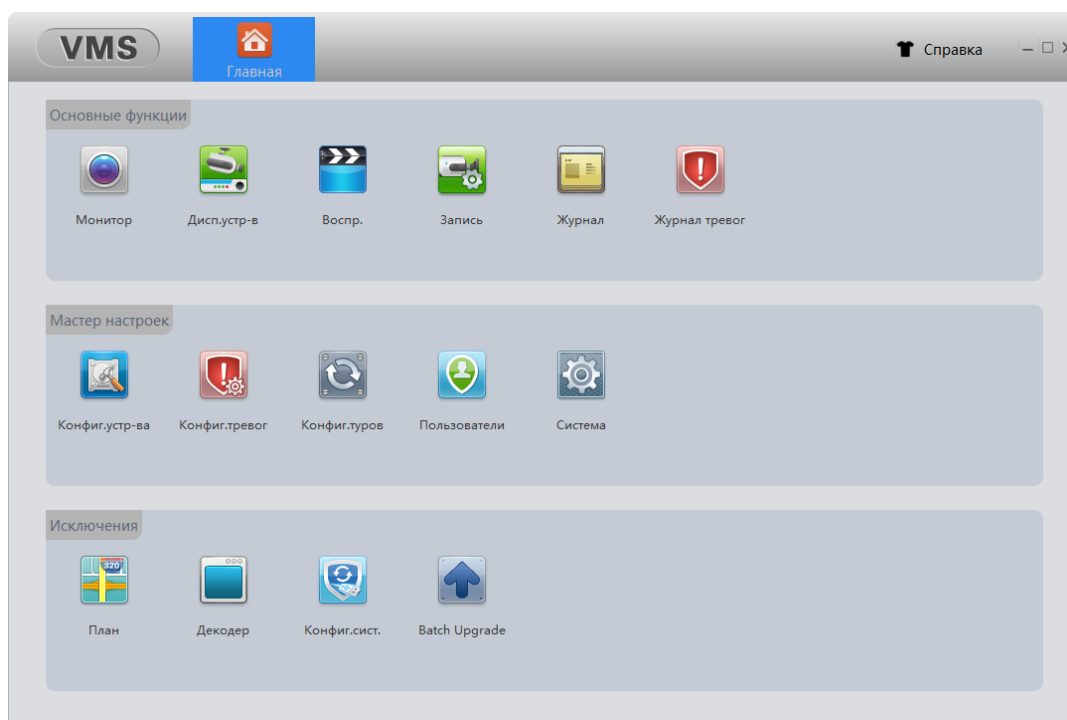 VMS
Главная
Справка
Основные функции
Монитор
Дисп.устр-в
Воспр.
Запись
Журнал
Журнал тревог
Мастер настроек
Конфиг.устр-ва
Конфиг.тревог
Конфиг.туров
Пользователи
Система
Исключения
320
План
Декодер
Конфиг.сист.
Batch Upgrade